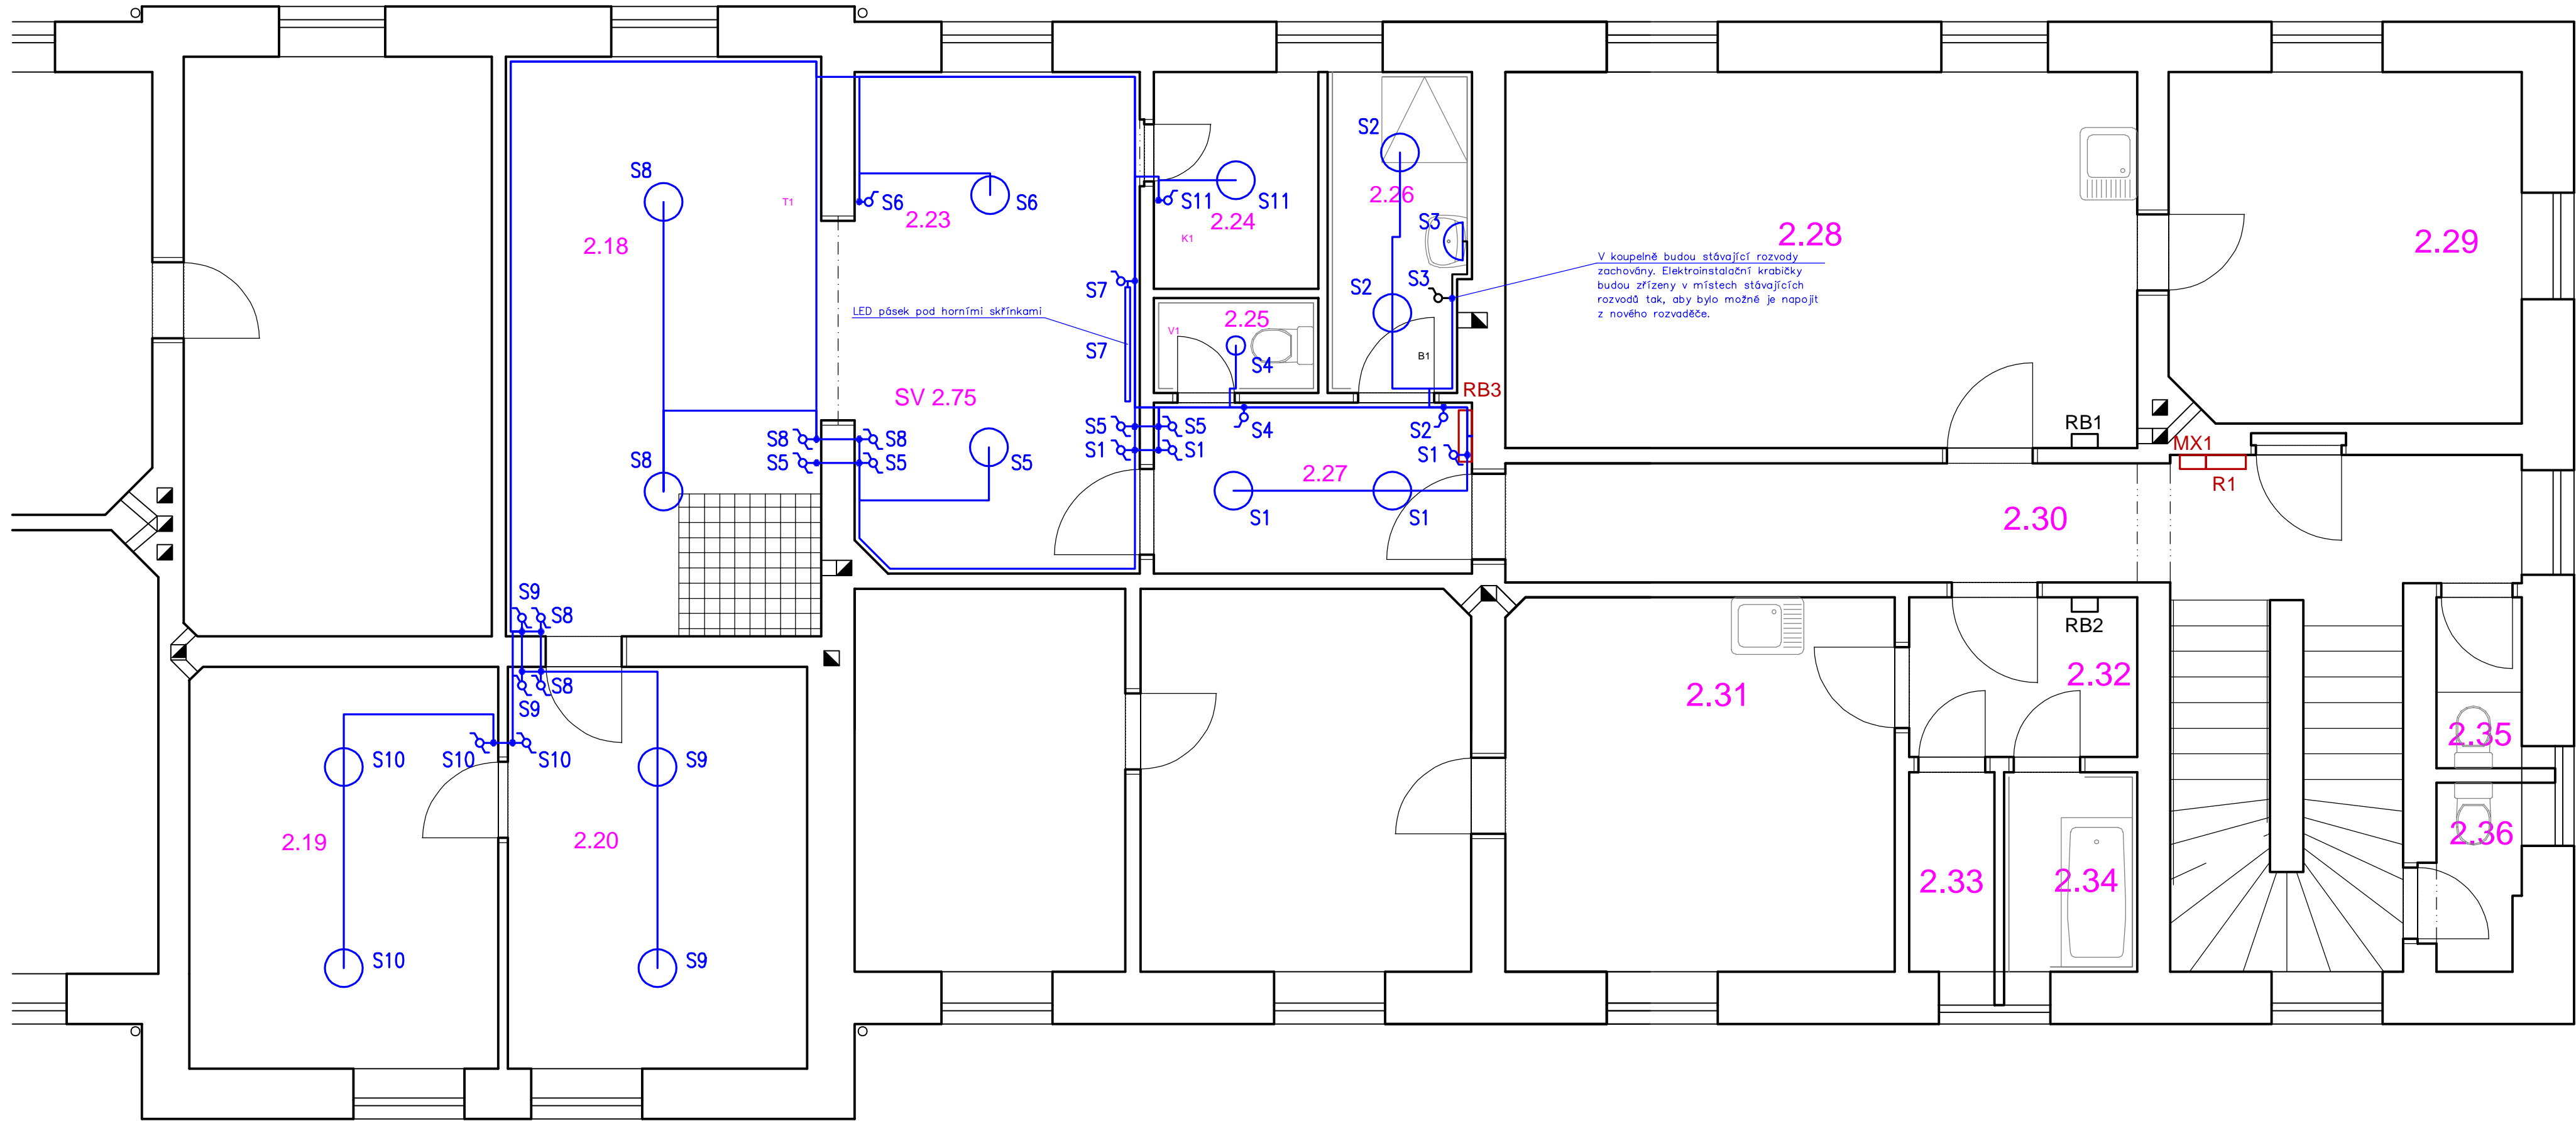 S2
S8
T1
S6
S6
2.23
S11
S11
2.24
2.26
S3
2.18
K1
2.28
2.29
V koupelně budou stávající rozvody
zachovány. Elektroinstalační krabičky
budou zřízeny v místech stávajících
rozvodů tak, aby bylo možné je napojit
z nového rozvaděče.
S7
S2
S3
LED pásek pod horními skříňkami
2.25
V1
S7
B1
S4
SV 2.75
RB3
S8
S8
S5
S5
S4
S2
RB1
S5
S5
S1
S1
S1
MX1
S8
S5
2.27
R1
S1
S1
2.30
S9
S8
RB2
S8
S9
2.31
2.32
2.35
S10
S10
S10
S9
2.19
2.20
2.36
2.33
2.34
S10
S9